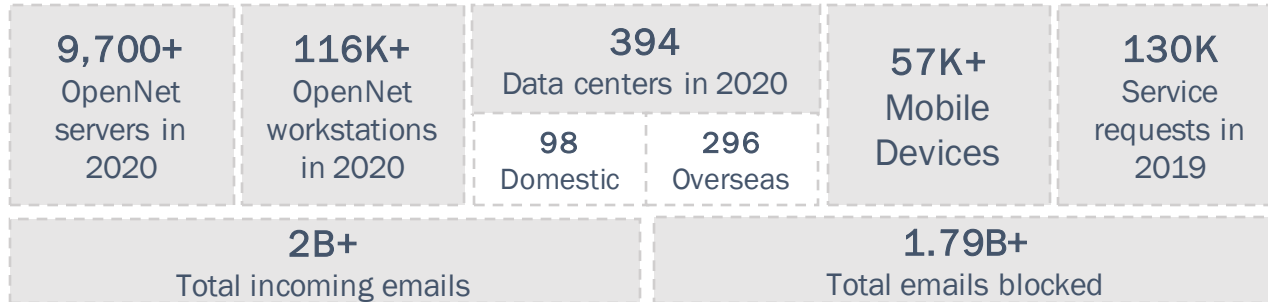 9,700+
OpenNet
servers in
2020
116K+
OpenNet
workstations
in 2020
394
Data centers in 2020
98
Domestic
296
Overseas
57K+
Mobile
Devices
130K
Service
requests in
2019
2B+
Total incoming emails
1.79B+
Total emails blocked